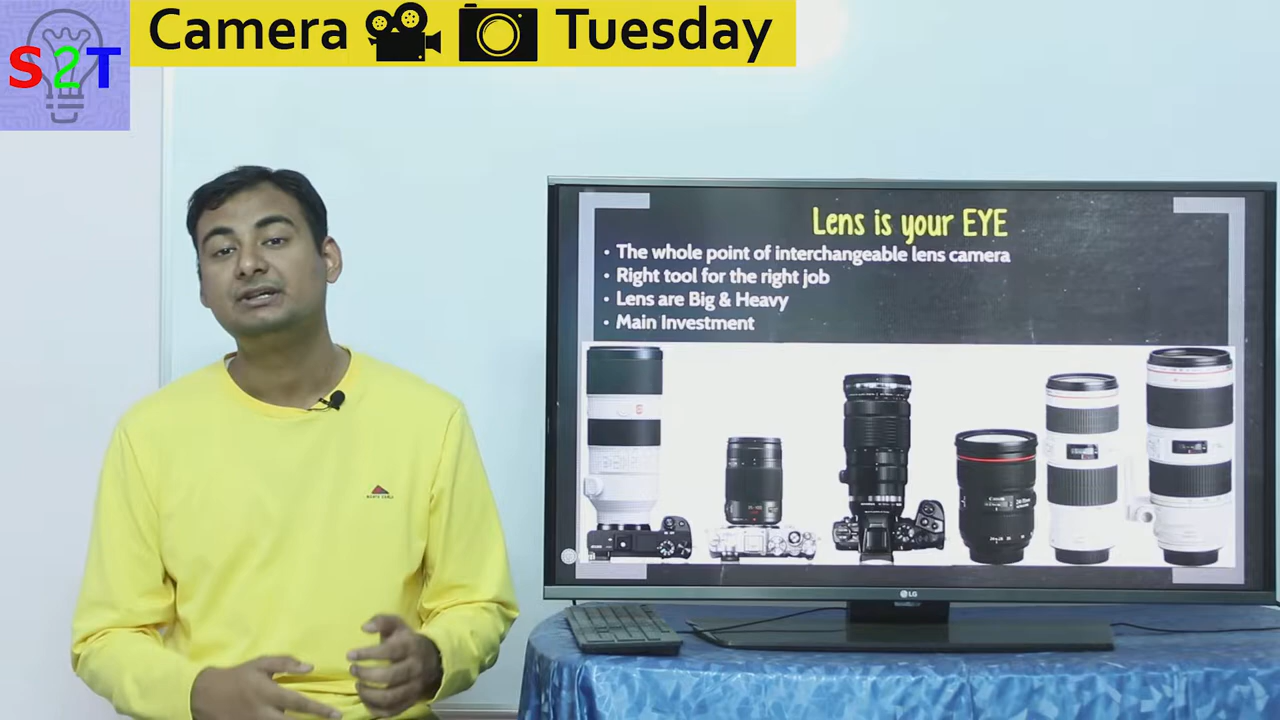 Camera Tuesday
S2T
Lens is your EYE
• The whole point of interchangeable lens camera
• Right tool for the right job
• Lens are Big & Heavy
• Main Investment
LG